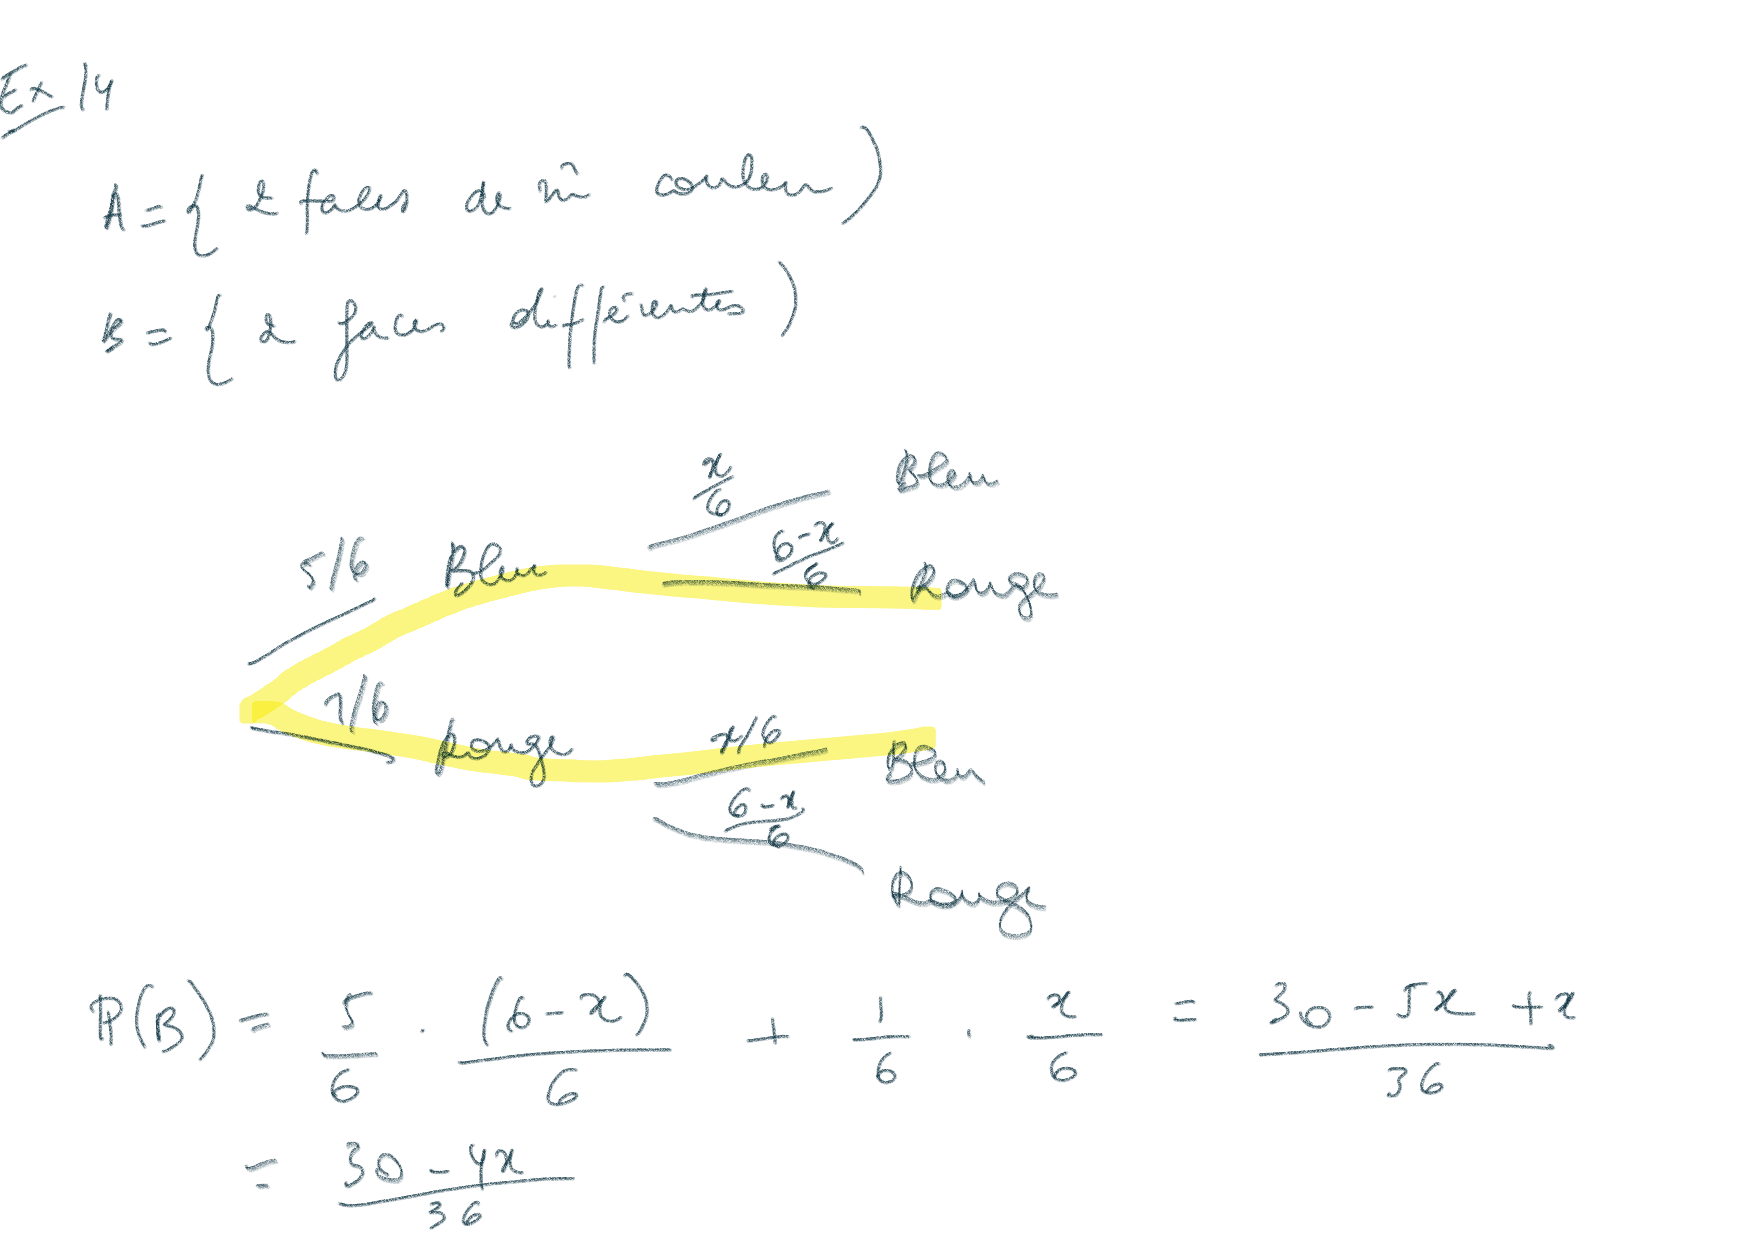 Ex 14
A = { 2 faces de m̂ couleur )
B = { 2 faces différentes )
x/6 Bleu
5/6 Bleu (6-x)/6 Rouge
1/6 Rouge x/6 Bleu
(6-x)/6
Rouge
ℙ(B) = 5/6 · (6-x)/6 + 1/6 · x/6 = (30-5x+x)/36
= (30-4x)/36